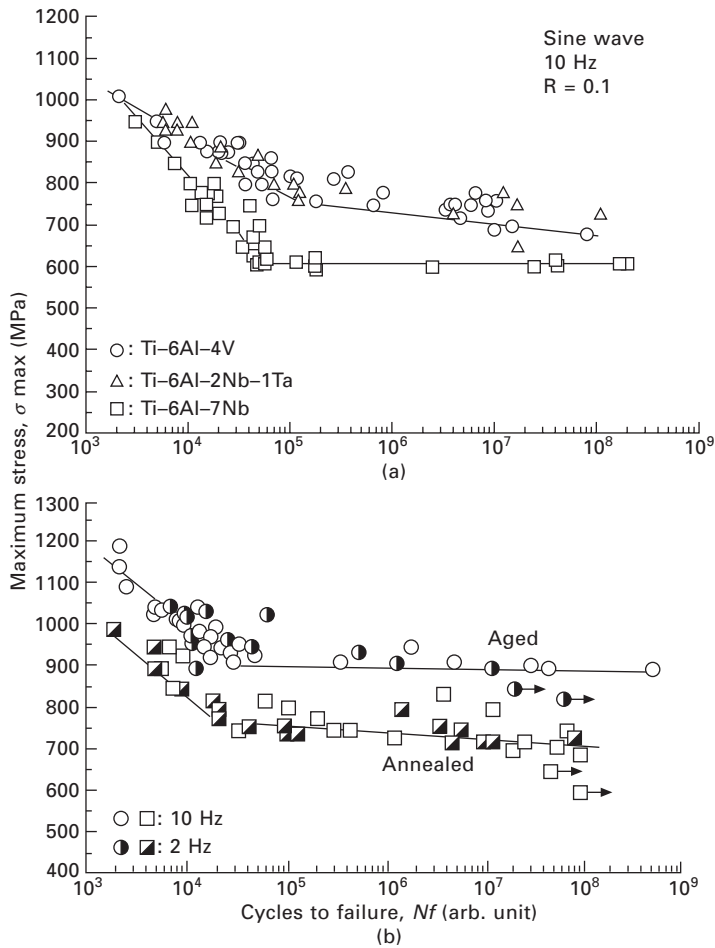 1200
1100
1000
900
800
700
600
500
400
300
200
Sine wave
10 Hz
R = 0.1
○: Ti–6Al–4V
△: Ti–6Al–2Nb–1Ta
□: Ti–6Al–7Nb
10³ 10⁴ 10⁵ 10⁶ 10⁷ 10⁸ 10⁹
(a)
Maximum stress, σ max (MPa)
1300
1200
1100
1000
900
800
700
600
500
400
Aged
Annealed
○ □: 10 Hz
◑ ◪: 2 Hz
10³ 10⁴ 10⁵ 10⁶ 10⁷ 10⁸ 10⁹
Cycles to failure, Nf (arb. unit)
(b)